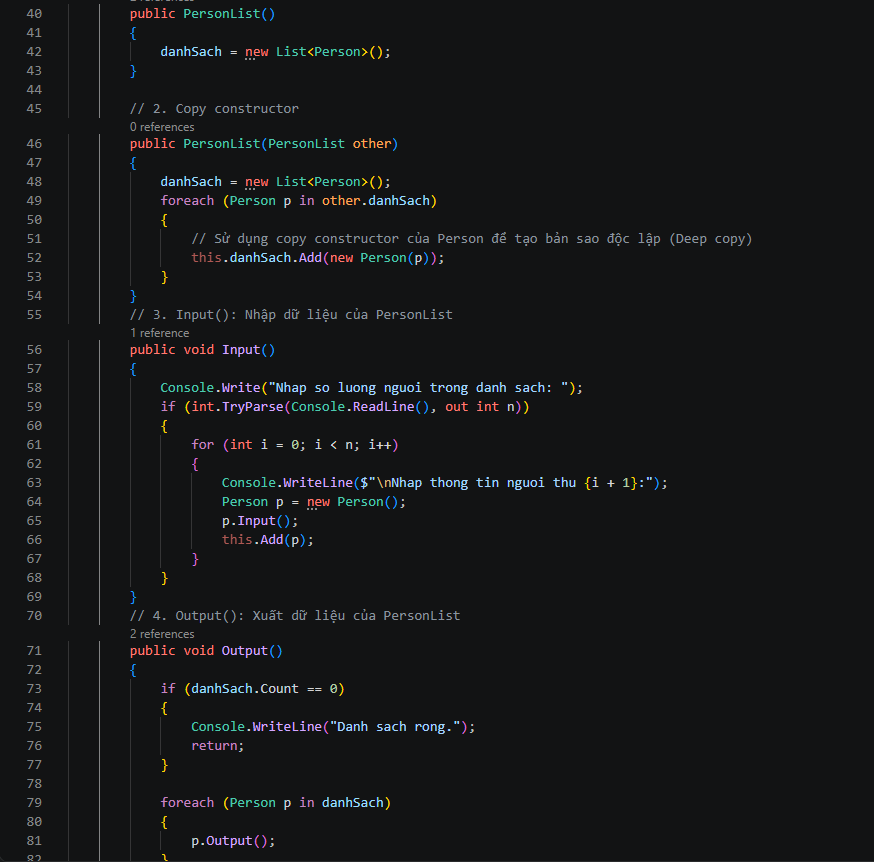 2 references
40 public PersonList()
41 {
42 danhSach = new List<Person>();
43 }
44
45 // 2. Copy constructor
0 references
46 public PersonList(PersonList other)
47 {
48 danhSach = new List<Person>();
49 foreach (Person p in other.danhSach)
50 {
51 // Sử dụng copy constructor của Person để tạo bản sao độc lập (Deep copy)
52 this.danhSach.Add(new Person(p));
53 }
54 }
55 // 3. Input(): Nhập dữ liệu của PersonList
1 reference
56 public void Input()
57 {
58 Console.Write("Nhap so luong nguoi trong danh sach: ");
59 if (int.TryParse(Console.ReadLine(), out int n))
60 {
61 for (int i = 0; i < n; i++)
62 {
63 Console.WriteLine($"\nNhap thong tin nguoi thu {i + 1}:");
64 Person p = new Person();
65 p.Input();
66 this.Add(p);
67 }
68 }
69 }
70 // 4. Output(): Xuất dữ liệu của PersonList
2 references
71 public void Output()
72 {
73 if (danhSach.Count == 0)
74 {
75 Console.WriteLine("Danh sach rong.");
76 return;
77 }
78
79 foreach (Person p in danhSach)
80 {
81 p.Output();
82 }